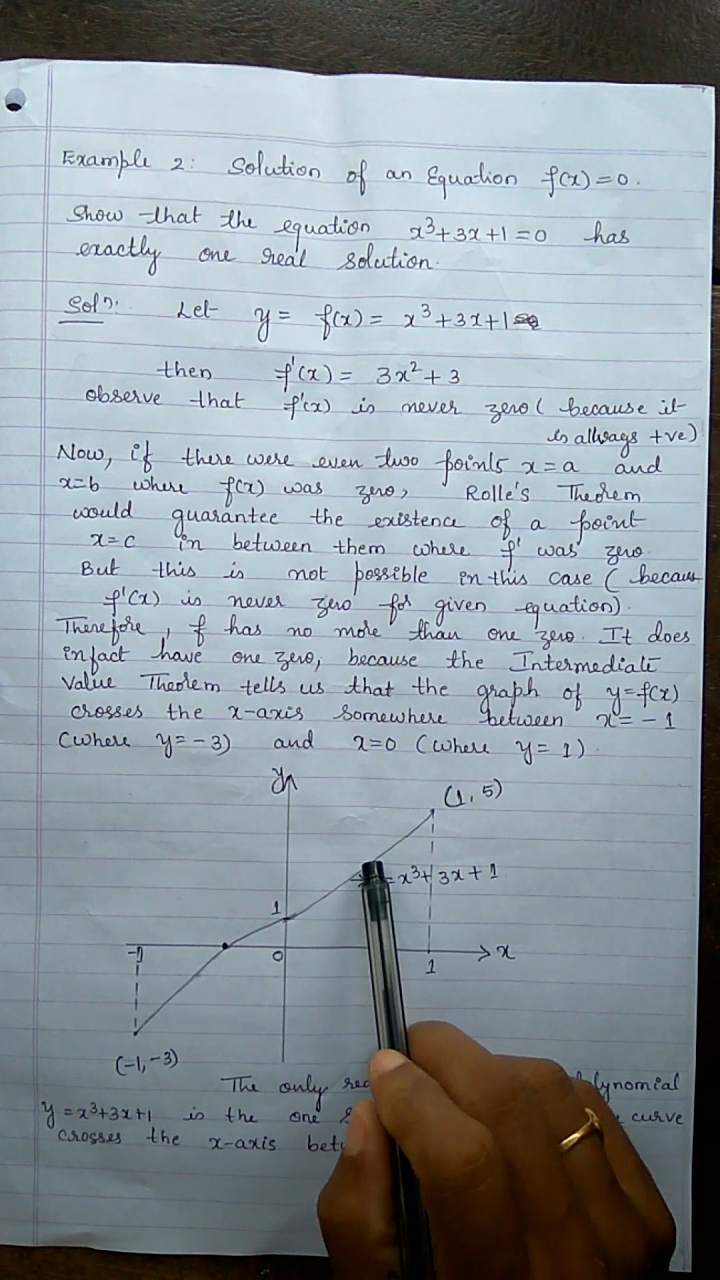 Example 2: Solution of an Equation f(x)=0.
Show that the equation x³+3x+1=0 has
exactly one real solution.
Solⁿ. Let y = f(x) = x³+3x+1
then f'(x) = 3x²+3
observe that f'(x) is never zero (because it
is always +ve)
Now, if there were even two points x=a and
x=b where f(x) was zero, Rolle's Theorem
would guarantee the existence of a point
x=c in between them where f' was zero.
But this is not possible in this case (becaus
f'(x) is never zero for given equation).
Therefore, f has no more than one zero. It does
infact have one zero, because the Intermediate
Value Theorem tells us that the graph of y=f(x)
crosses the x-axis somewhere between x=-1
(where y=-3) and x=0 (where y=1).
y
(1, 5)
= x³+3x+1
1
-1 0 1 x
(-1,-3)
The only
y=x³+3x+1 is the one curve
crosses the x-axis